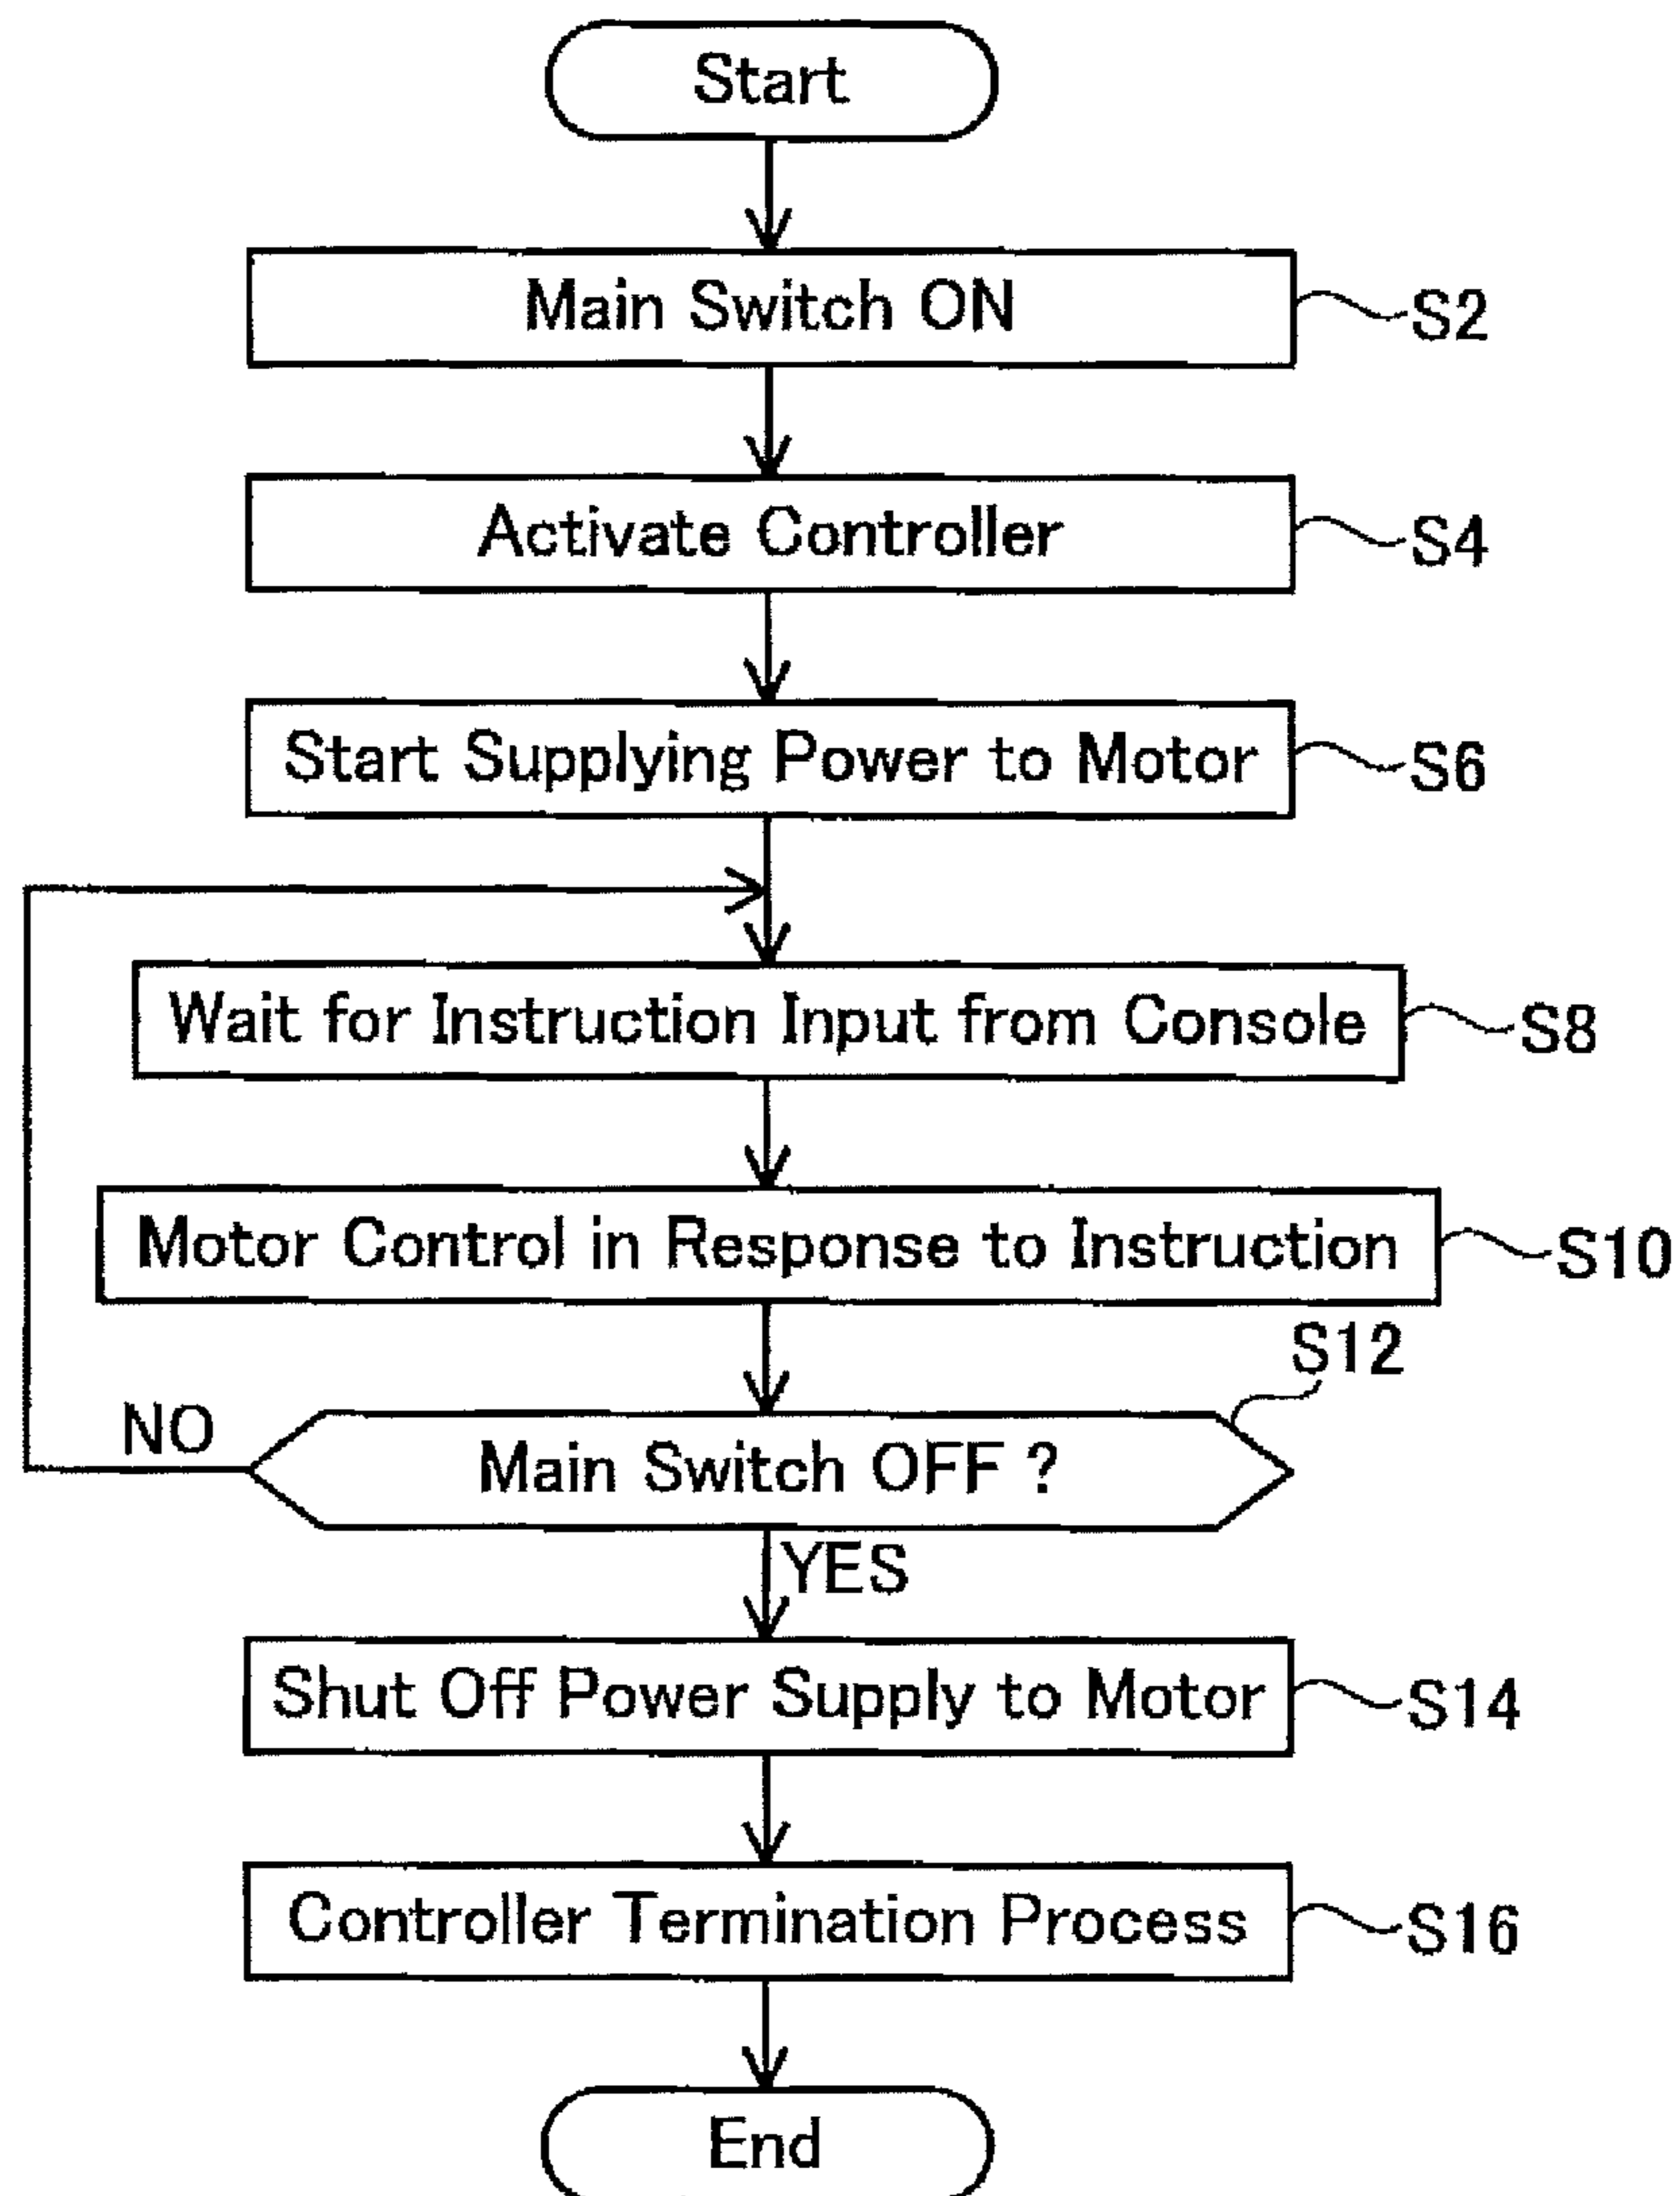 Start
Main Switch ON
S2
Activate Controller
S4
Start Supplying Power to Motor
S6
Wait for Instruction Input from Console
S8
Motor Control in Response to Instruction
S10
S12
NO
Main Switch OFF ?
YES
Shut Off Power Supply to Motor
S14
Controller Termination Process
S16
End